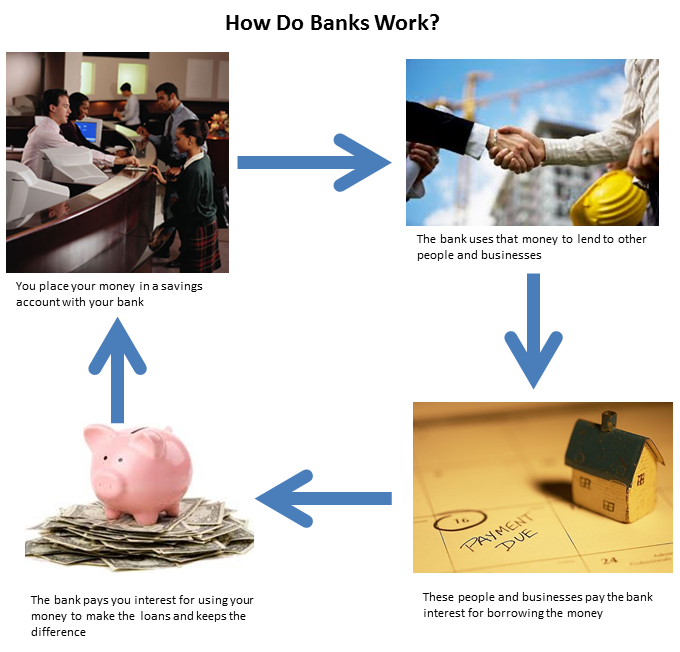 How Do Banks Work?
You place your money in a savings
account with your bank
The bank uses that money to lend to other
people and businesses
16
PAYMENT
DUE
24
These people and businesses pay the bank
interest for borrowing the money
The bank pays you interest for using your
money to make the loans and keeps the
difference